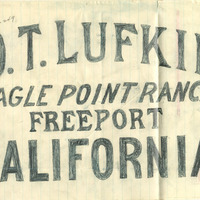 O.T. LUFKI
AGLE POINT RANC
FREEPORT
ALIFORNIA